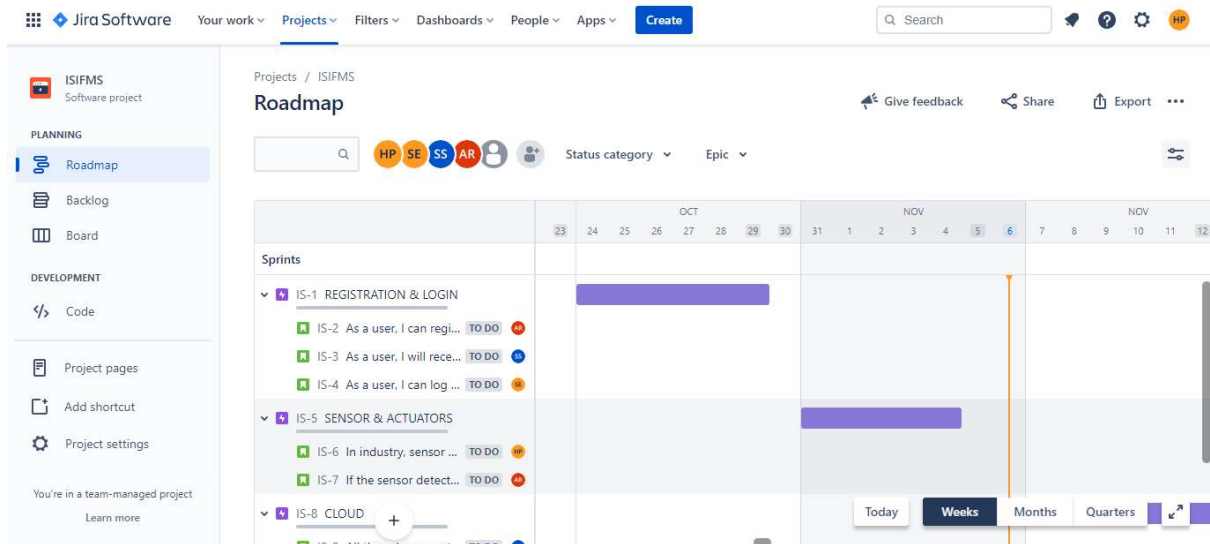 Jira Software Your work Projects Filters Dashboards People Apps Create Search HP
ISIFMS
Software project
PLANNING
Roadmap
Backlog
Board
DEVELOPMENT
Code
Project pages
Add shortcut
Project settings
You're in a team-managed project
Learn more
Projects / ISIFMS
Roadmap
Give feedback Share Export
HP SE SS AR Status category Epic
OCT NOV NOV
23 24 25 26 27 28 29 30 31 1 2 3 4 5 6 7 8 9 10 11 12
Sprints
IS-1 REGISTRATION & LOGIN
IS-2 As a user, I can regi... TO DO AR
IS-3 As a user, I will rece... TO DO SS
IS-4 As a user, I can log ... TO DO SE
IS-5 SENSOR & ACTUATORS
IS-6 In industry, sensor ... TO DO HP
IS-7 If the sensor detect... TO DO AR
IS-8 CLOUD
Today Weeks Months Quarters